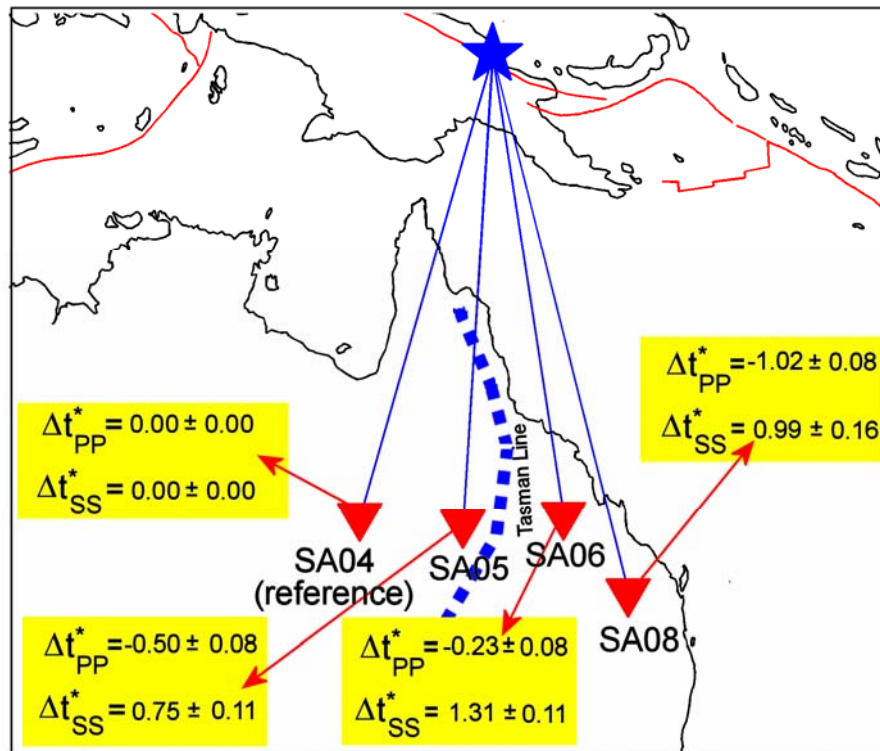 Δt*PP=-1.02 ± 0.08
Δt*SS= 0.99 ± 0.16
Δt*PP= 0.00 ± 0.00
Δt*SS= 0.00 ± 0.00
Tasman Line
SA04
(reference)
SA05
SA06
SA08
Δt*PP=-0.50 ± 0.08
Δt*SS= 0.75 ± 0.11
Δt*PP= -0.23 ± 0.08
Δt*SS= 1.31 ± 0.11